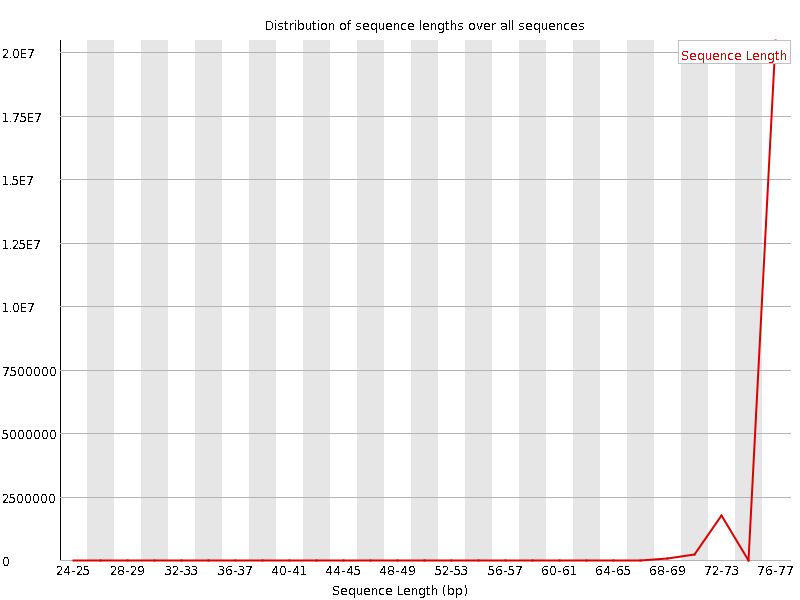 Distribution of sequence lengths over all sequences
Sequence Length
2.0E7
1.75E7
1.5E7
1.25E7
1.0E7
7500000
5000000
2500000
0
24-25 28-29 32-33 36-37 40-41 44-45 48-49 52-53 56-57 60-61 64-65 68-69 72-73 76-77
Sequence Length (bp)